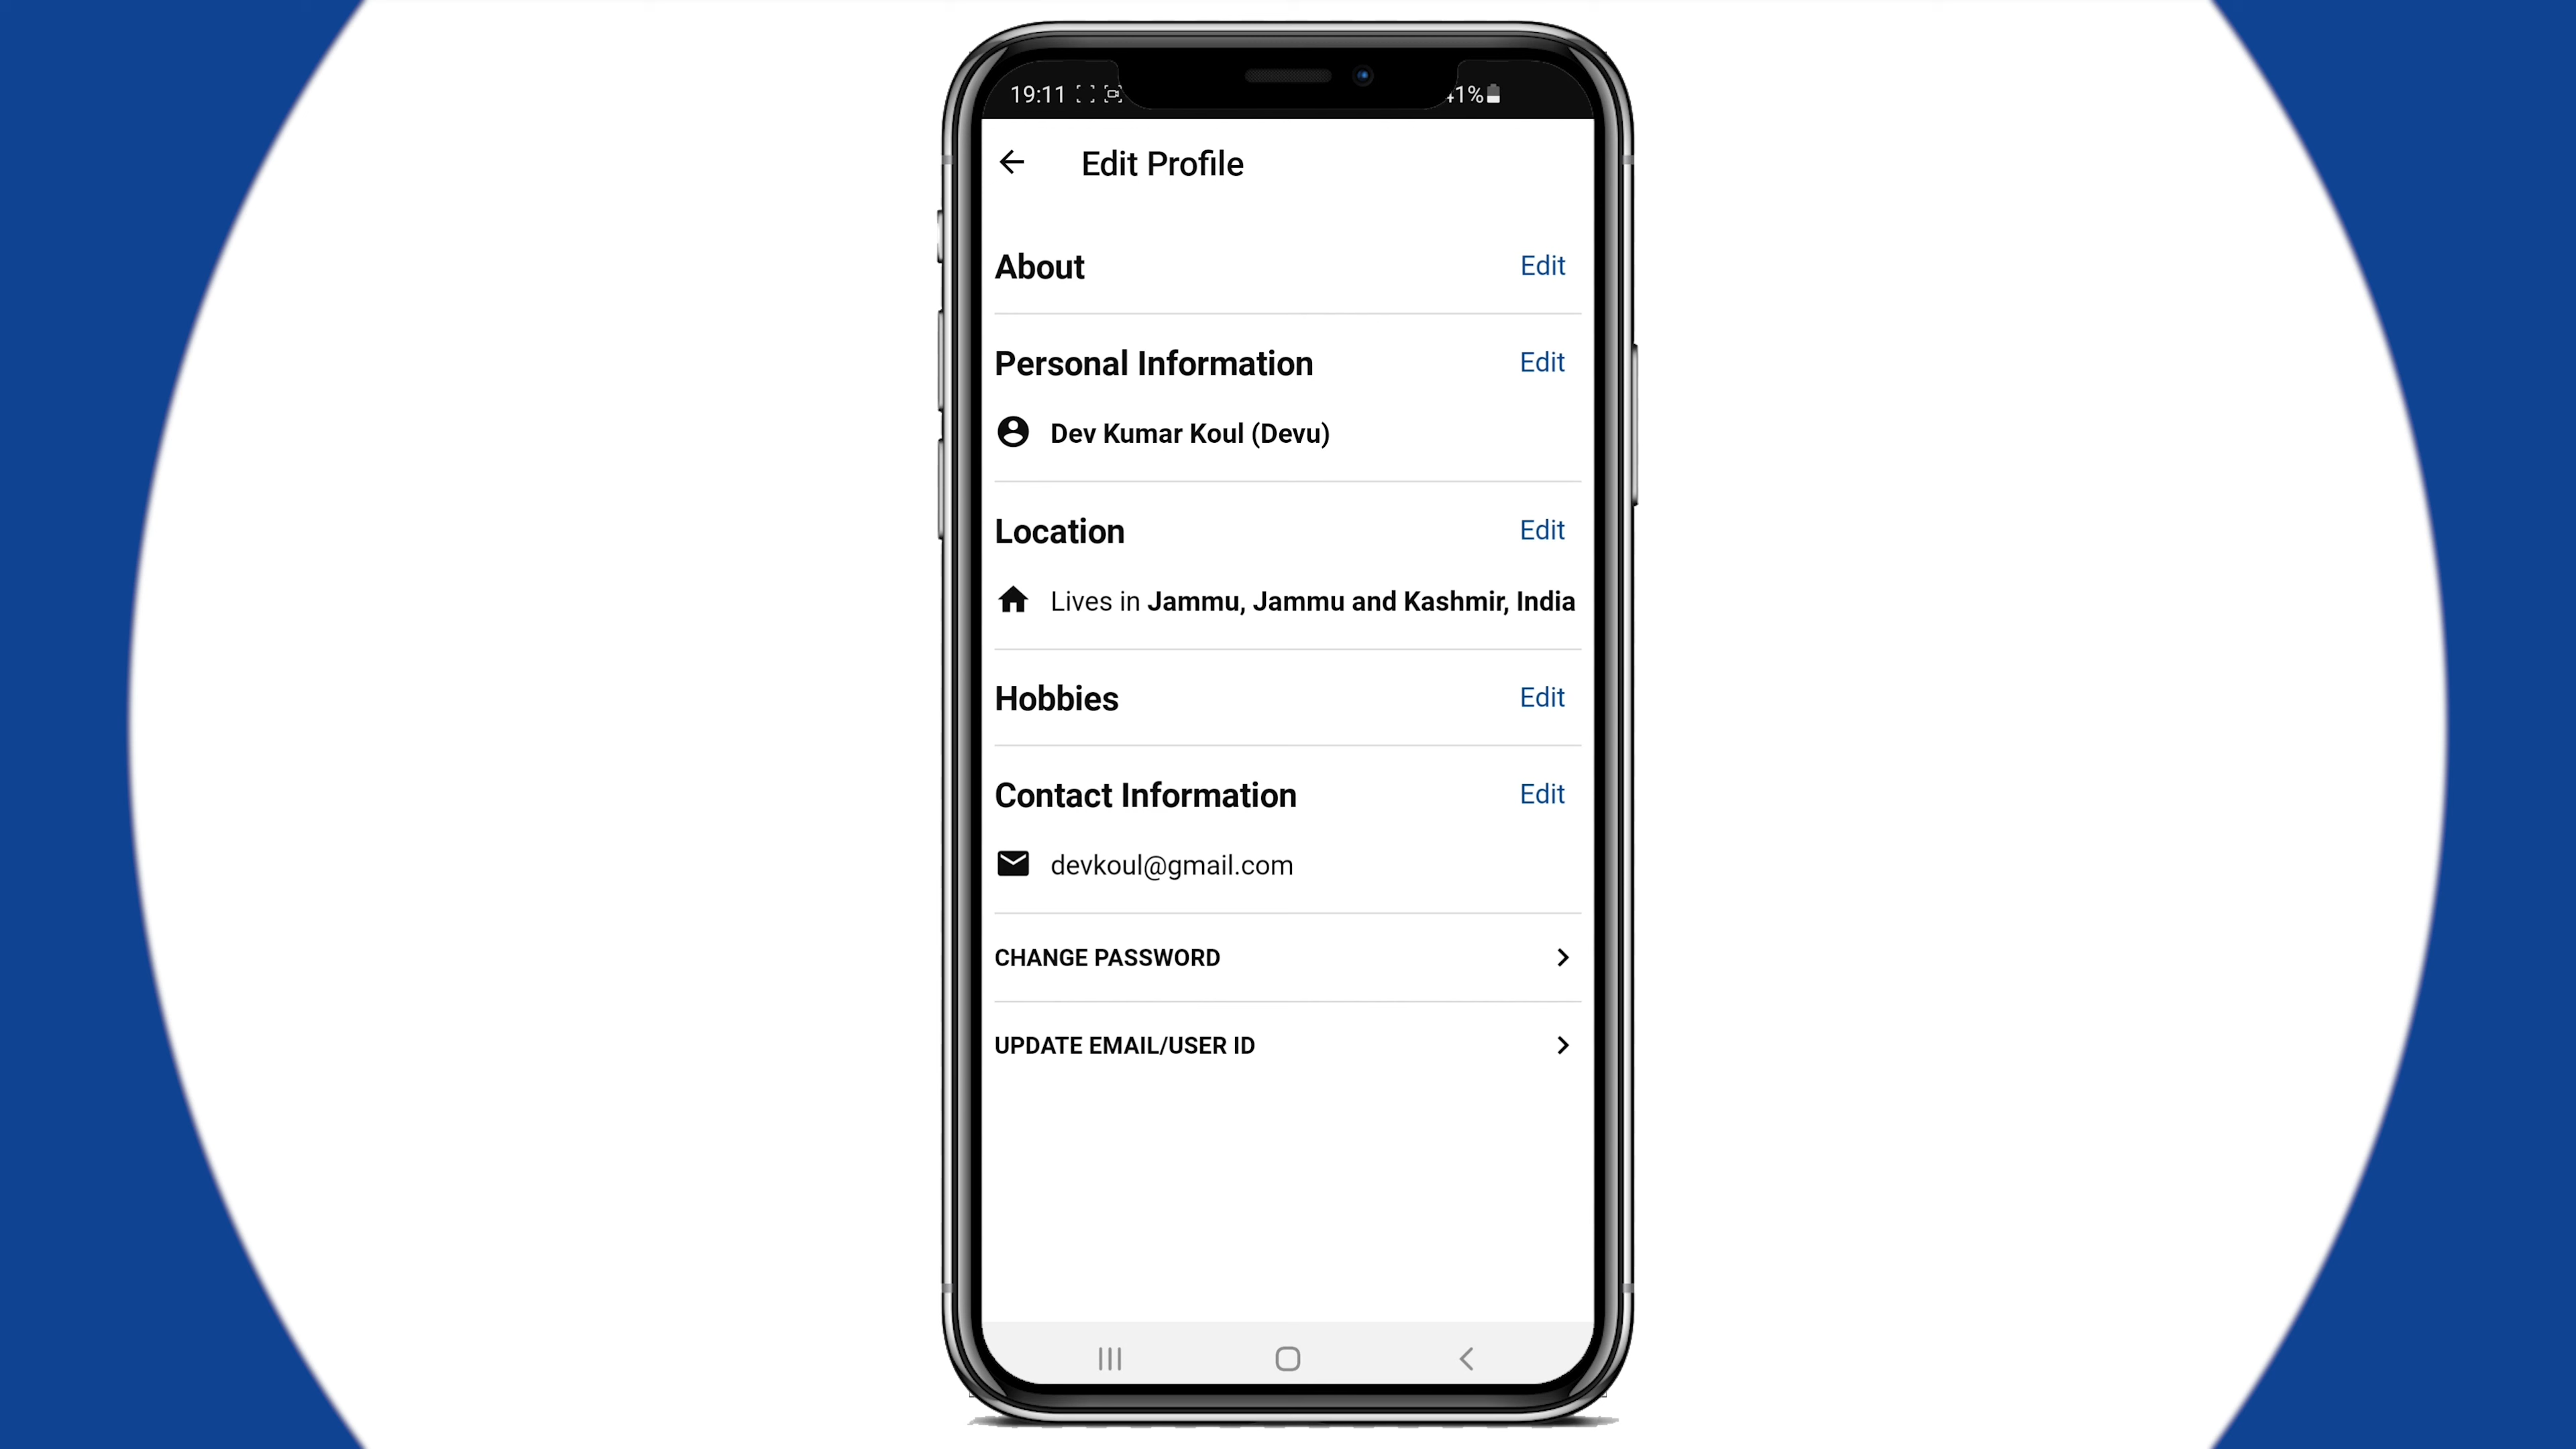 19:11
1%
Edit Profile
About Edit
Personal Information Edit
Dev Kumar Koul (Devu)
Location Edit
Lives in Jammu, Jammu and Kashmir, India
Hobbies Edit
Contact Information Edit
devkoul@gmail.com
CHANGE PASSWORD
UPDATE EMAIL/USER ID